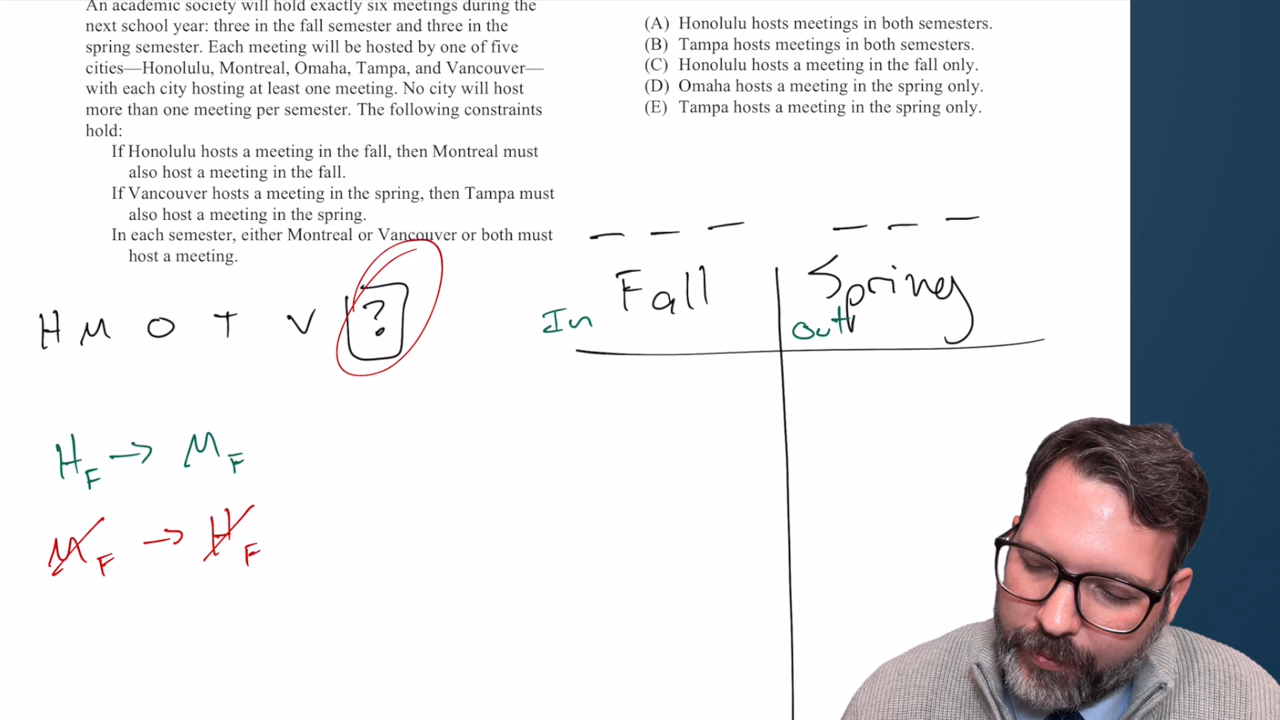 An academic society will hold exactly six meetings during the
next school year: three in the fall semester and three in the
spring semester. Each meeting will be hosted by one of five
cities—Honolulu, Montreal, Omaha, Tampa, and Vancouver—
with each city hosting at least one meeting. No city will host
more than one meeting per semester. The following constraints
hold:
If Honolulu hosts a meeting in the fall, then Montreal must
also host a meeting in the fall.
If Vancouver hosts a meeting in the spring, then Tampa must
also host a meeting in the spring.
In each semester, either Montreal or Vancouver or both must
host a meeting.
(A) Honolulu hosts meetings in both semesters.
(B) Tampa hosts meetings in both semesters.
(C) Honolulu hosts a meeting in the fall only.
(D) Omaha hosts a meeting in the spring only.
(E) Tampa hosts a meeting in the spring only.
H M O T V ?
H F → M F
M F → H F
_ _ _ _ _ _
Fall Spring
In Out